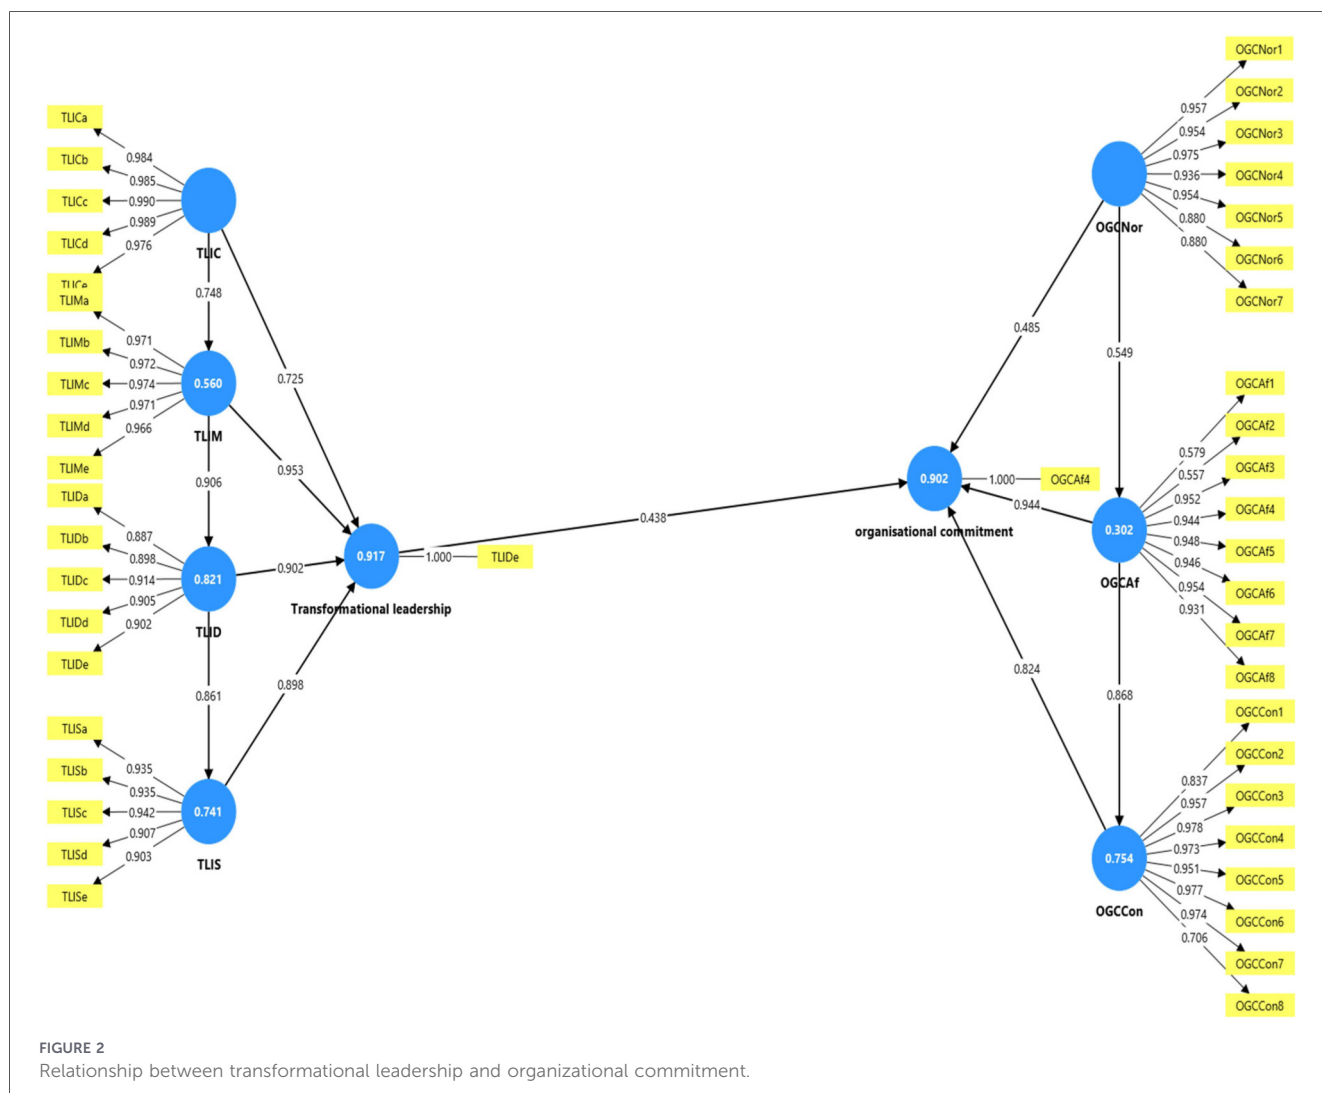 TLICa
TLICb
TLICc
TLICd
TLICe
0.984
0.985
0.990
0.989
0.976
TLIC
0.748
0.725
TLIMa
TLIMb
TLIMc
TLIMd
TLIMe
0.971
0.972
0.974
0.971
0.966
0.560
TLIM
0.906
0.953
TLIDa
TLIDb
TLIDc
TLIDd
TLIDe
0.887
0.898
0.914
0.905
0.902
0.821
TLID
0.902
0.861
TLISa
TLISb
TLISc
TLISd
TLISe
0.935
0.935
0.942
0.907
0.903
0.741
TLIS
0.898
0.917
Transformational leadership
1.000
TLIDe
0.438
0.902
organisational commitment
1.000
OGCAf4
0.485
0.944
0.824
OGCNor
0.957
0.954
0.975
0.936
0.954
0.880
0.880
OGCNor1
OGCNor2
OGCNor3
OGCNor4
OGCNor5
OGCNor6
OGCNor7
0.549
0.302
OGCAf
0.579
0.557
0.952
0.944
0.948
0.946
0.954
0.931
OGCAf1
OGCAf2
OGCAf3
OGCAf4
OGCAf5
OGCAf6
OGCAf7
OGCAf8
0.868
0.754
OGCCon
0.837
0.957
0.978
0.973
0.951
0.977
0.974
0.706
OGCCon1
OGCCon2
OGCCon3
OGCCon4
OGCCon5
OGCCon6
OGCCon7
OGCCon8
FIGURE 2
Relationship between transformational leadership and organizational commitment.